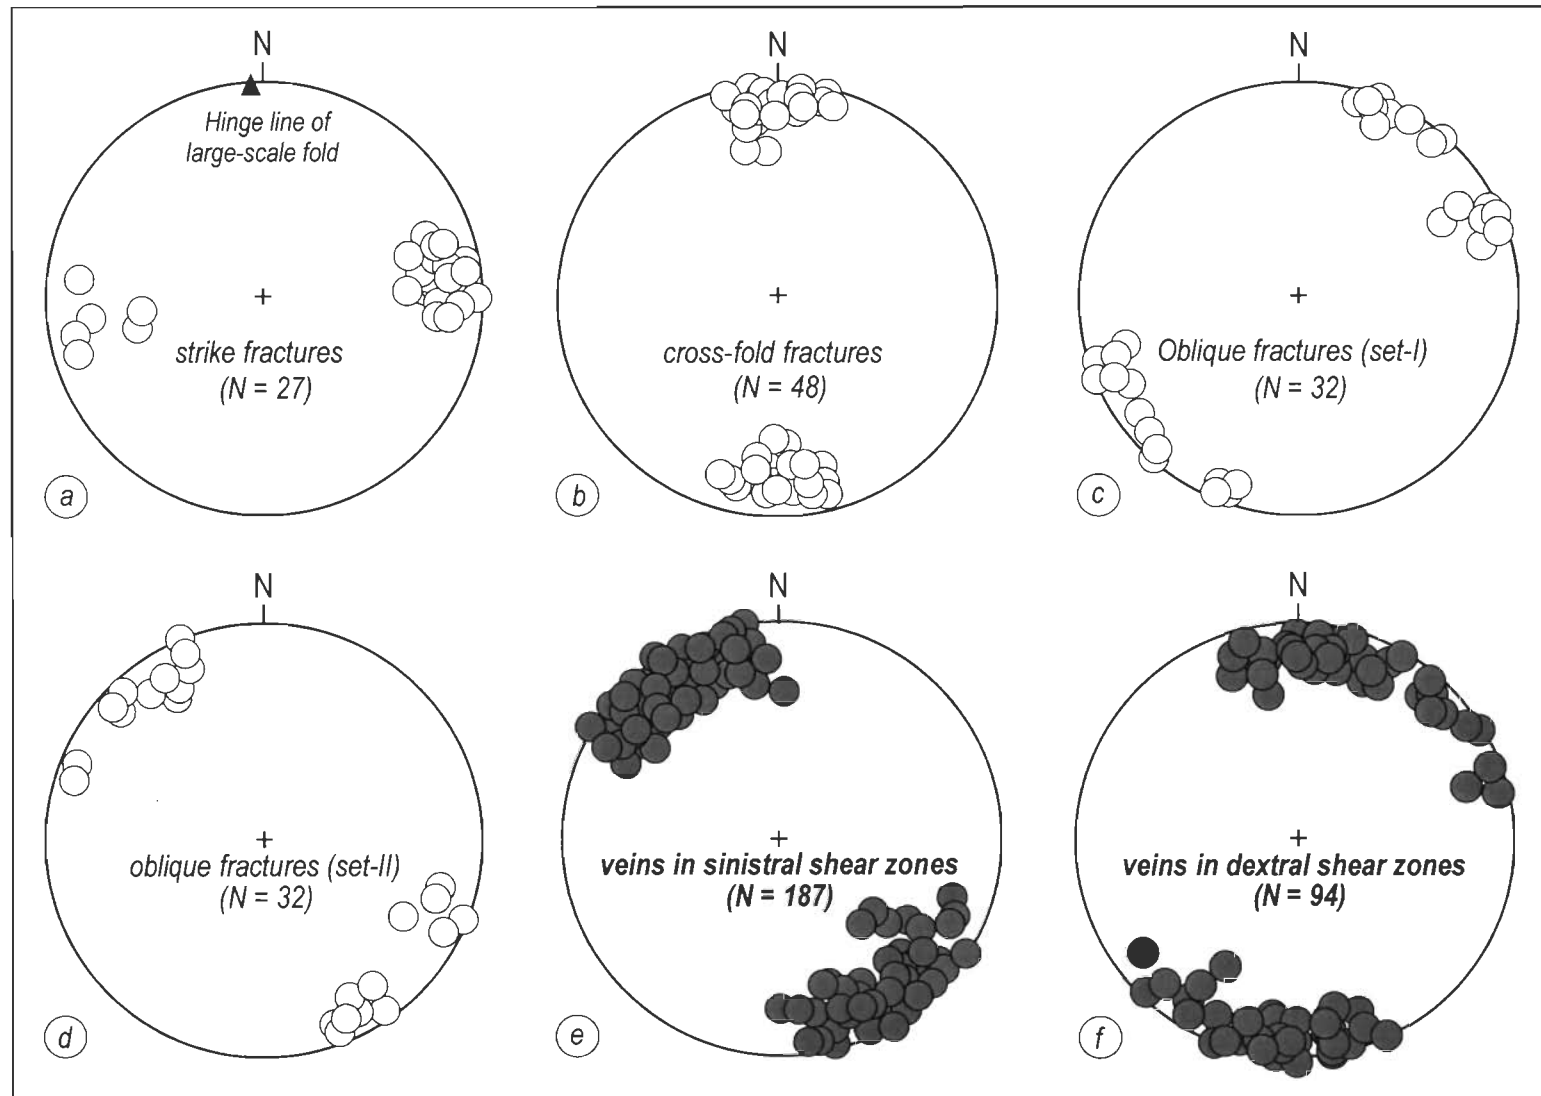 N
Hinge line of
large-scale fold
strike fractures
(N = 27)
a
N
cross-fold fractures
(N = 48)
b
N
Oblique fractures (set-I)
(N = 32)
c
N
oblique fractures (set-II)
(N = 32)
d
N
veins in sinistral shear zones
(N = 187)
e
N
veins in dextral shear zones
(N = 94)
f